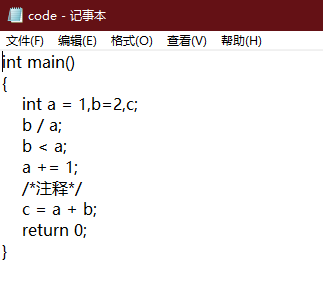 code - 记事本
文件(F) 编辑(E) 格式(O) 查看(V) 帮助(H)
int main()
{
    int a = 1,b=2,c;
    b / a;
    b < a;
    a += 1;
    /*注释*/
    c = a + b;
    return 0;
}